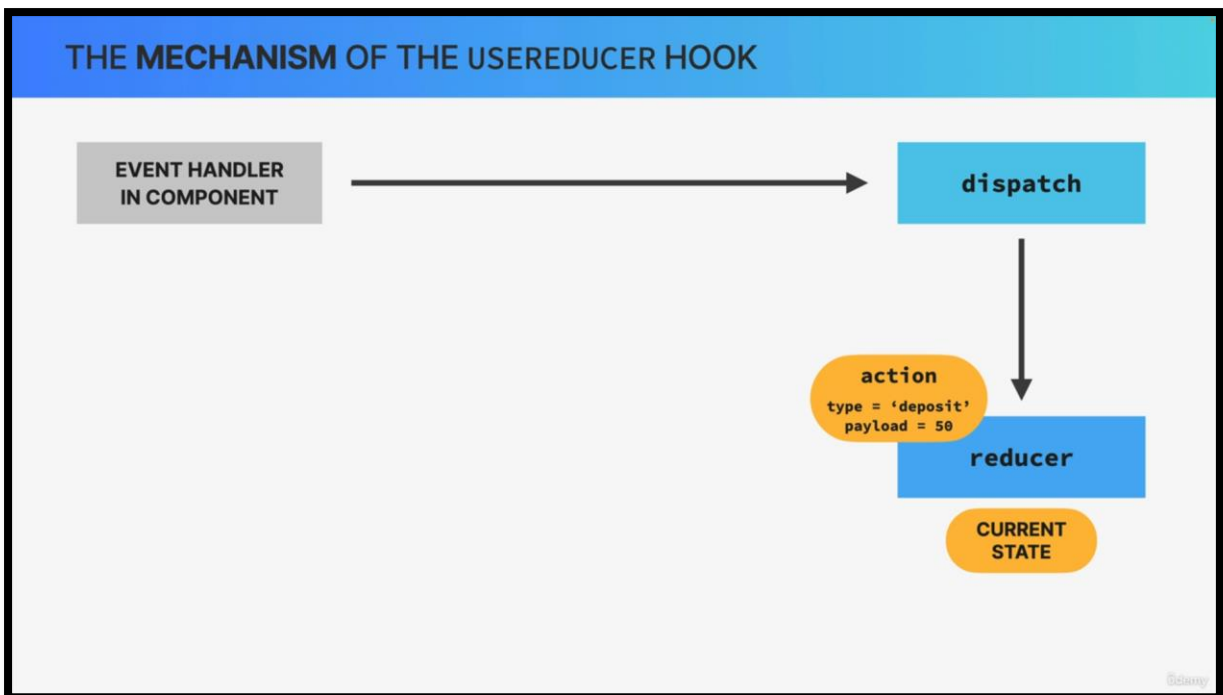 THE MECHANISM OF THE USEREDUCER HOOK
EVENT HANDLER
IN COMPONENT
dispatch
action
type = ‘deposit’
payload = 50
reducer
CURRENT
STATE
Udemy